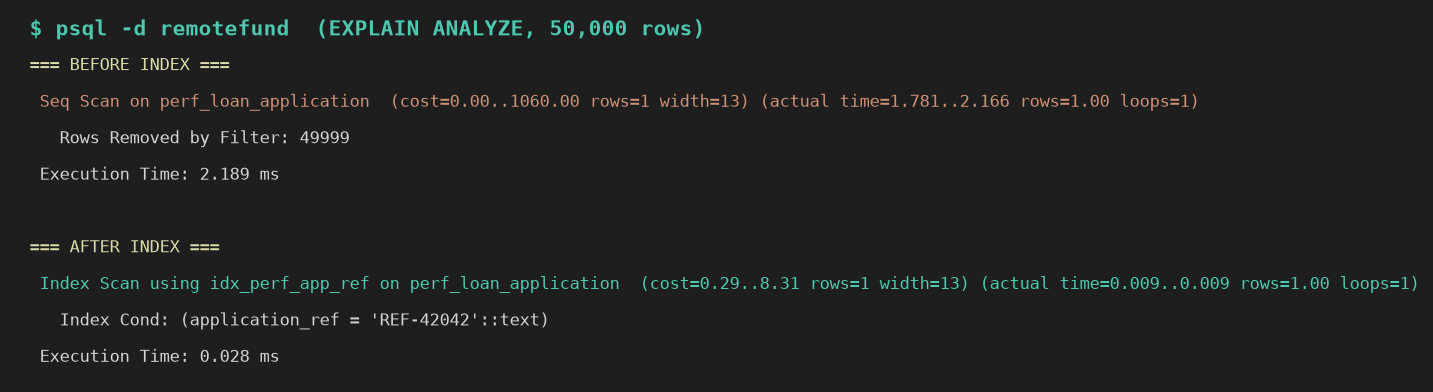 $ psql -d remotefund  (EXPLAIN ANALYZE, 50,000 rows)
=== BEFORE INDEX ===
Seq Scan on perf_loan_application  (cost=0.00..1060.00 rows=1 width=13) (actual time=1.781..2.166 rows=1.00 loops=1)
Rows Removed by Filter: 49999
Execution Time: 2.189 ms
=== AFTER INDEX ===
Index Scan using idx_perf_app_ref on perf_loan_application  (cost=0.29..8.31 rows=1 width=13) (actual time=0.009..0.009 rows=1.00 loops=1)
Index Cond: (application_ref = 'REF-42042'::text)
Execution Time: 0.028 ms